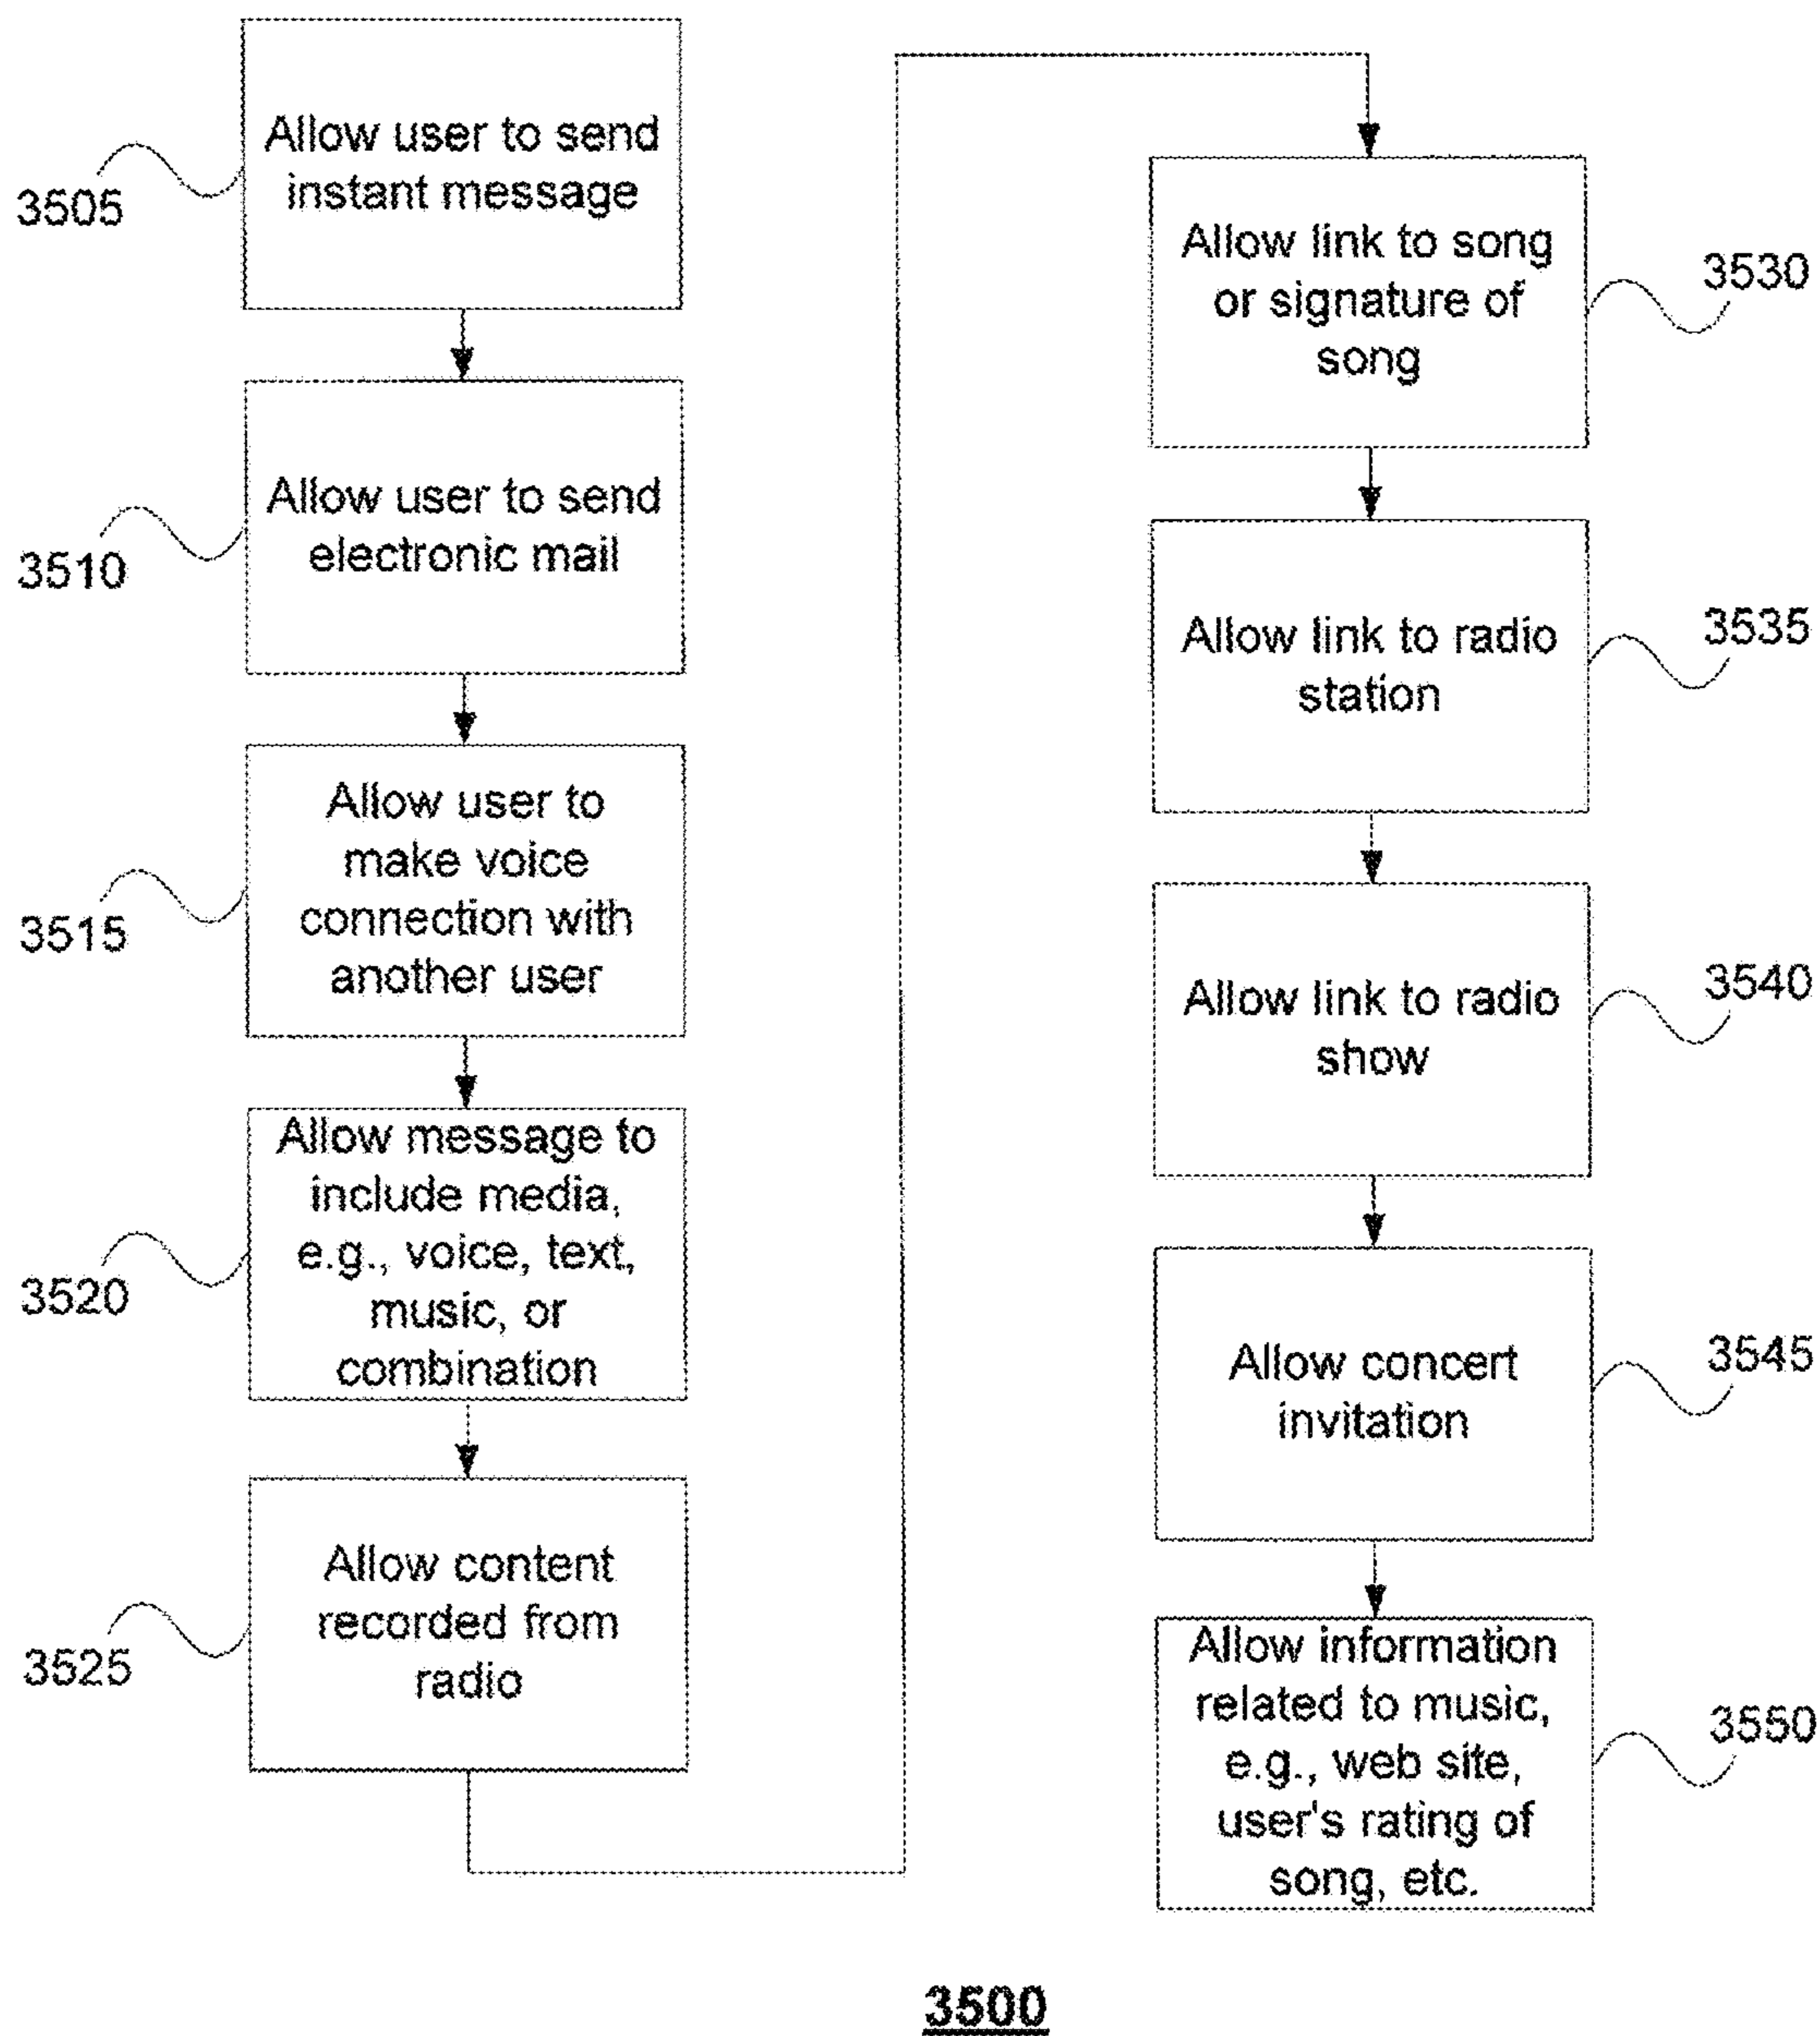 Allow user to send
instant message
3505
Allow user to send
electronic mail
3510
Allow user to
make voice
connection with
another user
3515
Allow message to
include media,
e.g., voice, text,
music, or
combination
3520
Allow content
recorded from
radio
3525
Allow link to song
or signature of
song
3530
Allow link to radio
station
3535
Allow link to radio
show
3540
Allow concert
invitation
3545
Allow information
related to music,
e.g., web site,
user's rating of
song, etc.
3550
3500